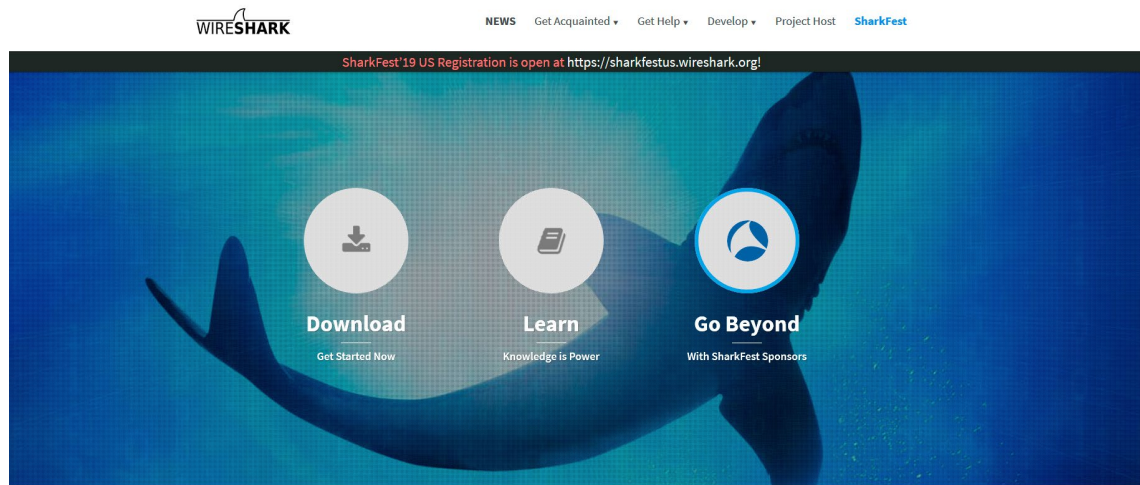 WIRESHARK
NEWS Get Acquainted Get Help Develop Project Host SharkFest
SharkFest'19 US Registration is open at https://sharkfestus.wireshark.org!
Download Learn Go Beyond
Get Started Now Knowledge is Power With SharkFest Sponsors